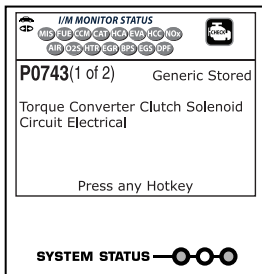 I/M MONITOR STATUS
MIS FUE CCM CAT HCA EVA HCC NOx
AIR O2S HTR EGR BPS EGS DPF
CHECK
P0743(1 of 2) Generic Stored
Torque Converter Clutch Solenoid
Circuit Electrical
Press any Hotkey
SYSTEM STATUS